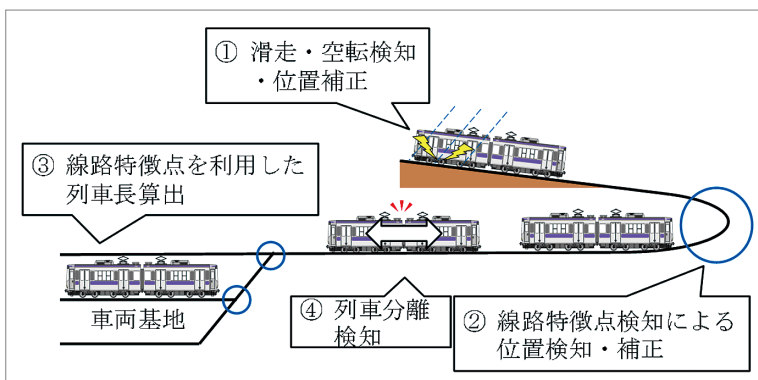 ① 滑走・空転検知
・位置補正
③ 線路特徴点を利用した
列車長算出
車両基地
④ 列車分離
検知
② 線路特徴点検知による
位置検知・補正